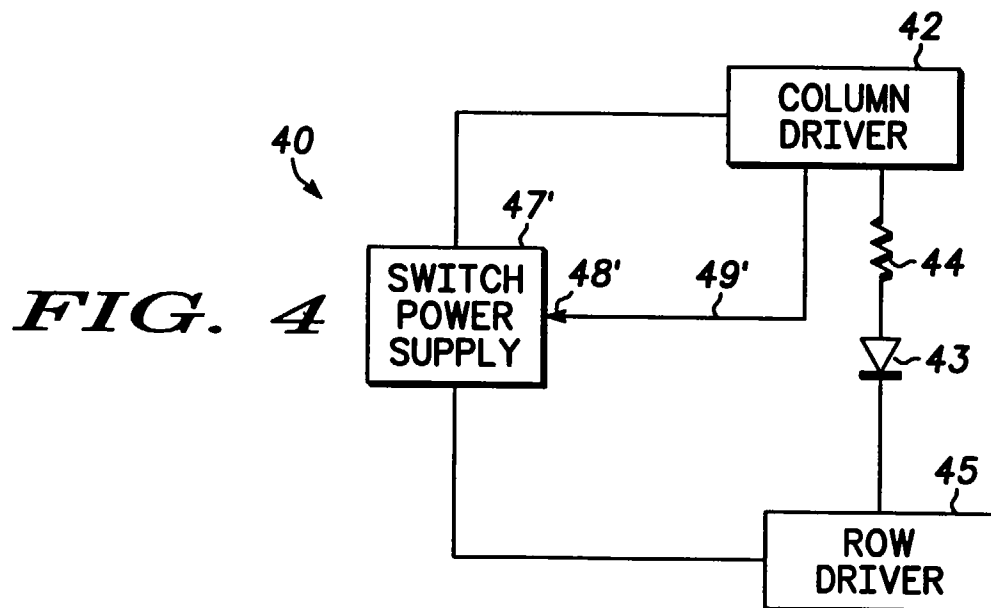 42
COLUMN
DRIVER
40
47'
SWITCH
POWER
SUPPLY
48'
49'
44
FIG. 4
43
45
ROW
DRIVER